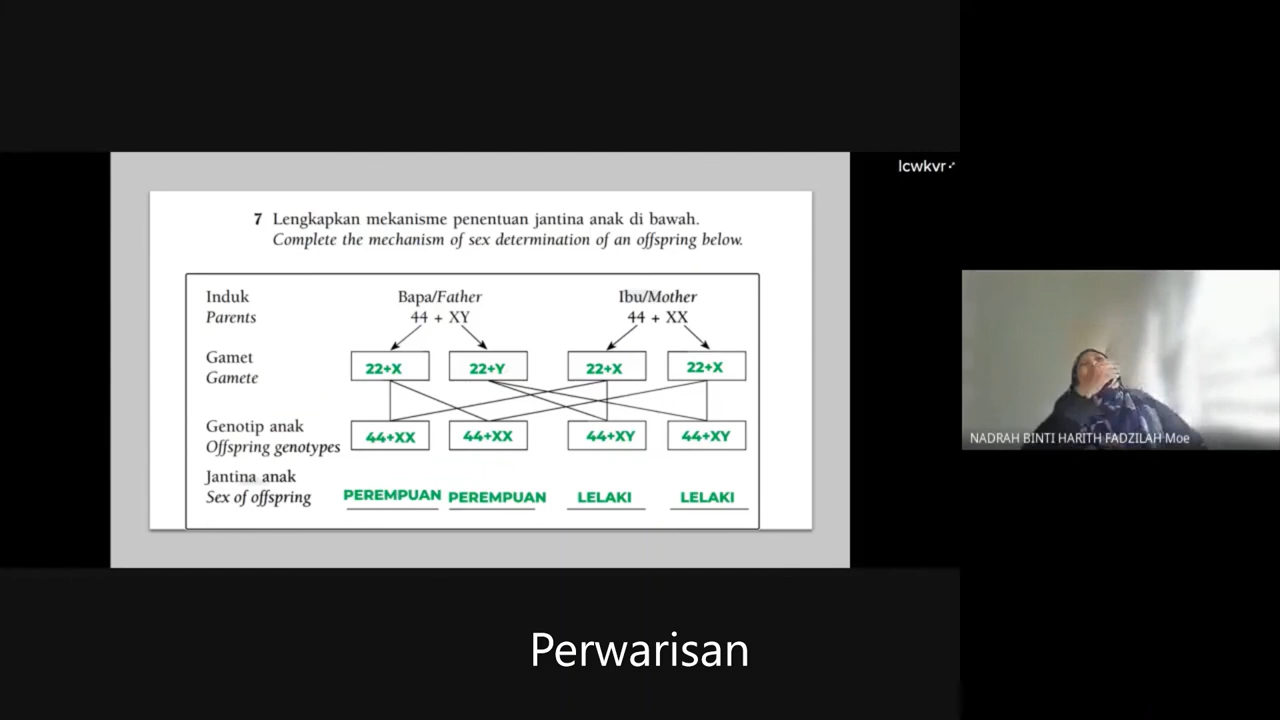 lcwkvr
7 Lengkapkan mekanisme penentuan jantina anak di bawah.
Complete the mechanism of sex determination of an offspring below.
Induk Bapa/Father Ibu/Mother
Parents 44 + XY 44 + XX
Gamet
22+X 22+Y 22+X 22+X
Gamete
Genotip anak
44+XX 44+XX 44+XY 44+XY
Offspring genotypes
Jantina anak
Sex of offspring PEREMPUAN PEREMPUAN LELAKI LELAKI
NADRAH BINTI HARITH FADZILAH Moe
Perwarisan